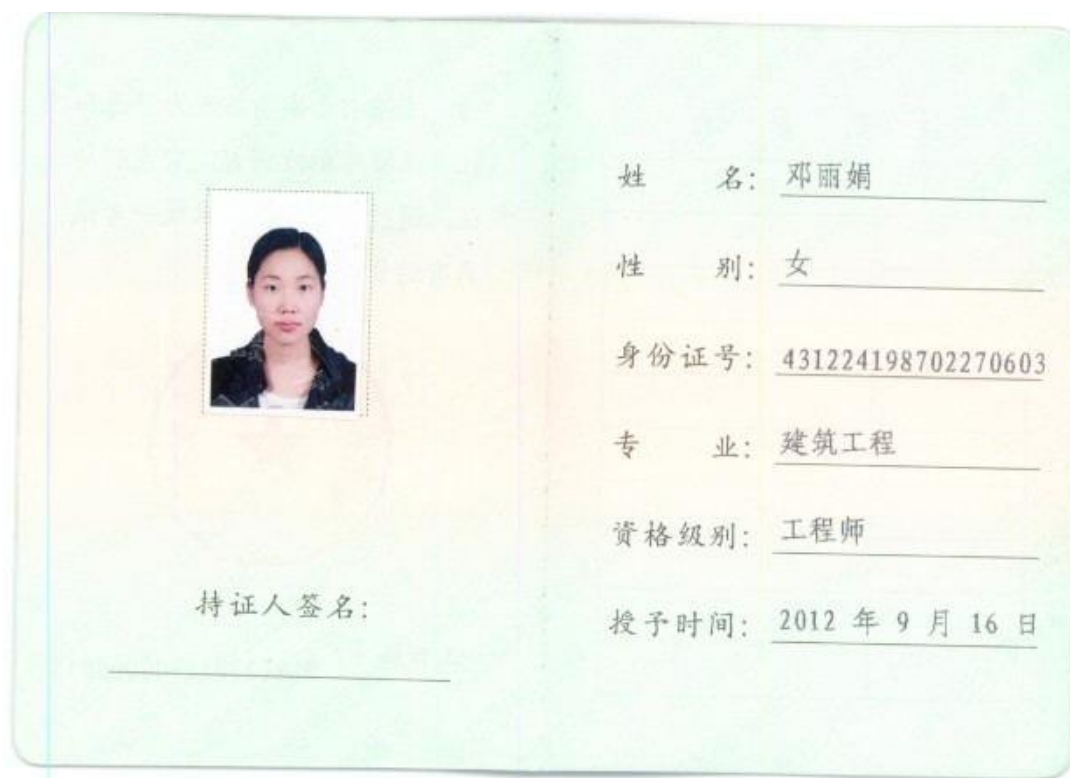 姓 名: 邓丽娟
性 别: 女
身份证号: 431224198702270603
专 业: 建筑工程
资格级别: 工程师
授予时间: 2012 年 9 月 16 日
持证人签名: